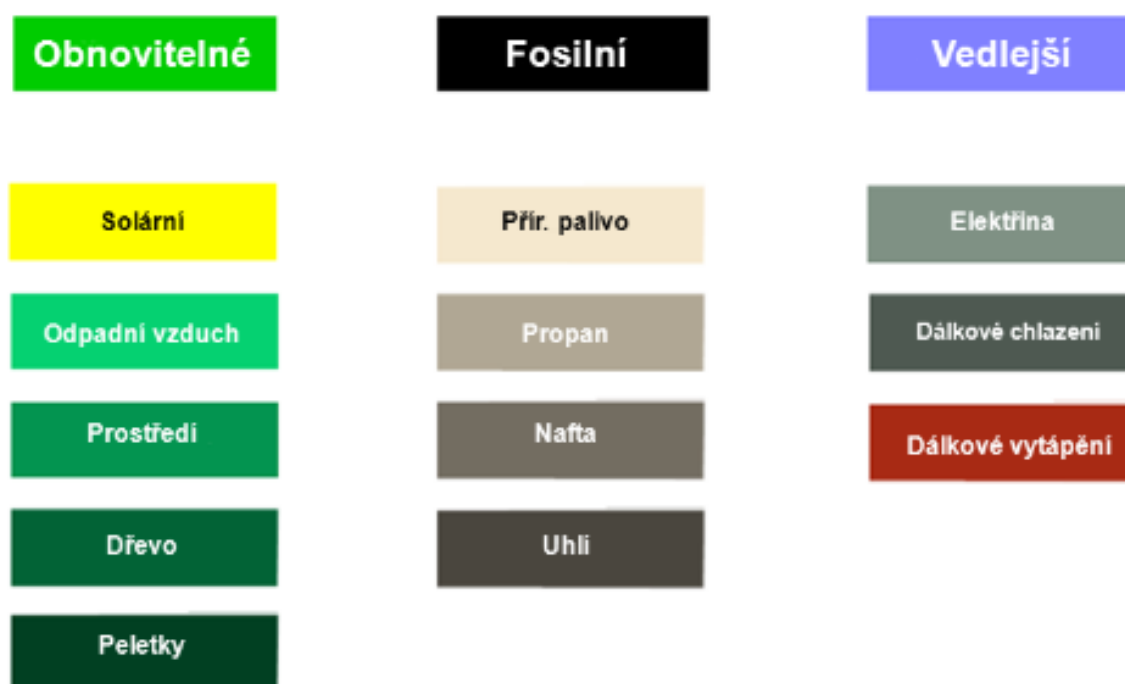 Obnovitelné
Fosilní
Vedlejší
Solární
Přír. palivo
Elektřina
Odpadní vzduch
Propan
Dálkové chlazení
Prostředí
Nafta
Dálkové vytápění
Dřevo
Uhlí
Peletky